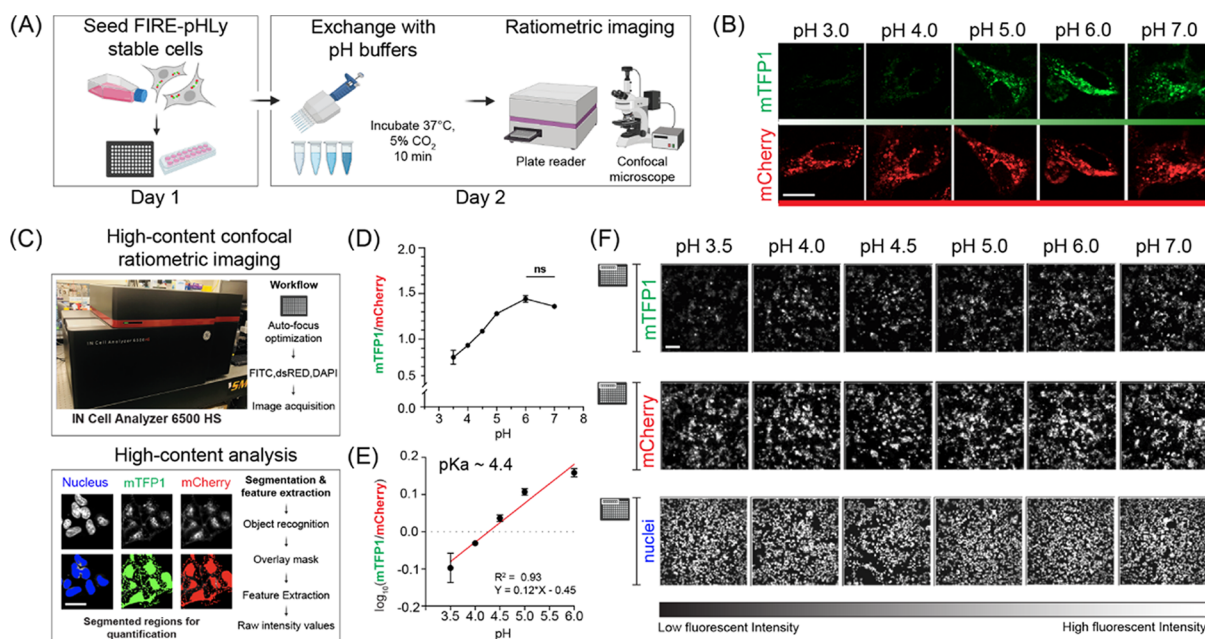 (A)
Seed FIRE-pHLy
stable cells
Exchange with
pH buffers
Incubate 37°C,
5% CO2
10 min
Ratiometric imaging
Plate reader
Confocal
microscope
Day 1
Day 2
(B)
pH 3.0 pH 4.0 pH 5.0 pH 6.0 pH 7.0
mTFP1
mCherry
(C)
High-content confocal
ratiometric imaging
IN Cell Analyzer 6500 HS
Workflow
Auto-focus
optimization
FITC,dsRED,DAPI
Image acquisition
IN Cell Analyzer 6500 HS
High-content analysis
Nucleus mTFP1 mCherry
Segmentation &
feature extraction
Object recognition
Overlay mask
Feature Extraction
Raw intensity values
Segmented regions for
quantification
(D)
mTFP1/mCherry
2.0
1.5
1.0
0.5
0.0
ns
3 4 5 6 7 8
pH
(E)
pKa ~ 4.4
log10(mTFP1/mCherry)
0.2
0.1
0.0
-0.1
-0.2
R2 = 0.93
Y = 0.12*X - 0.45
3.5 4.0 4.5 5.0 5.5 6.0
pH
(F)
pH 3.5 pH 4.0 pH 4.5 pH 5.0 pH 6.0 pH 7.0
mTFP1
mCherry
nuclei
Low fluorescent Intensity High fluorescent Intensity